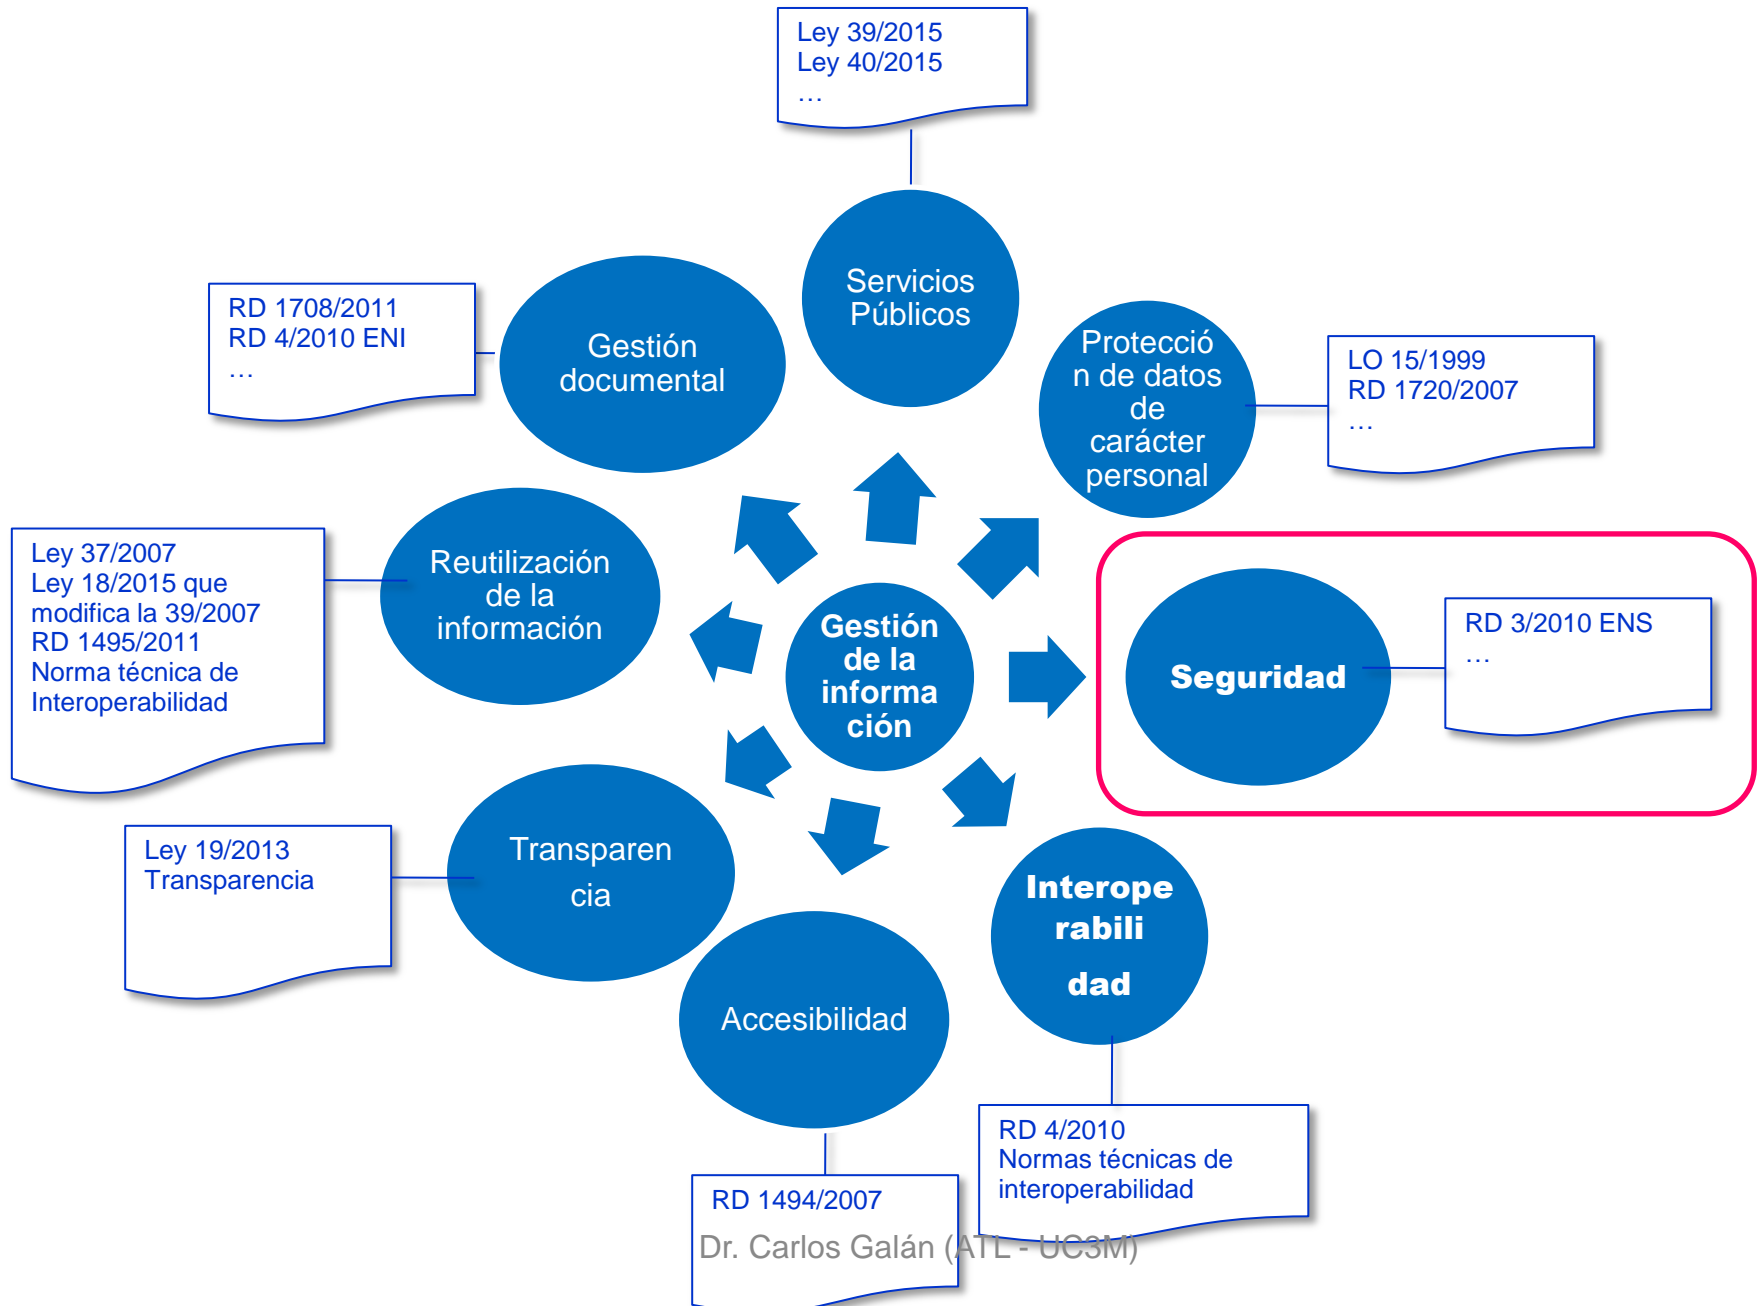 Ley 39/2015
Ley 40/2015
…
Servicios
Públicos
RD 1708/2011
RD 4/2010 ENI
…
Gestión
documental
Protecció
n de datos
de
carácter
personal
LO 15/1999
RD 1720/2007
…
Ley 37/2007
Ley 18/2015 que
modifica la 39/2007
RD 1495/2011
Norma técnica de
Interoperabilidad
Reutilización
de la
información
Gestión
de la
informa
ción
Seguridad
RD 3/2010 ENS
…
Ley 19/2013
Transparencia
Transparen
cia
Interope
rabili
dad
Accesibilidad
RD 4/2010
Normas técnicas de
interoperabilidad
RD 1494/2007
Dr. Carlos Galán (ATL - UC3M)